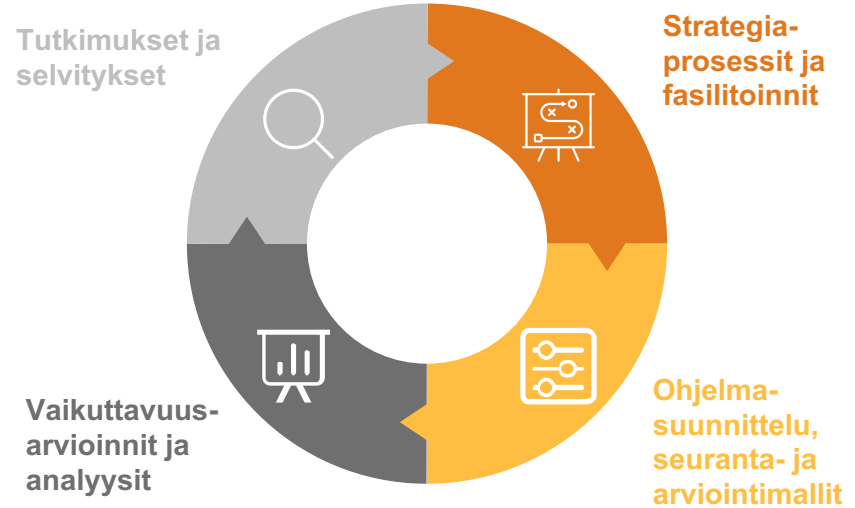 Tutkimukset ja
selvitykset
Strategia-
prosessit ja
fasilitoinnit
Vaikuttavuus-
arvioinnit ja
analyysit
Ohjelma-
suunnittelu,
seuranta- ja
arviointimallit